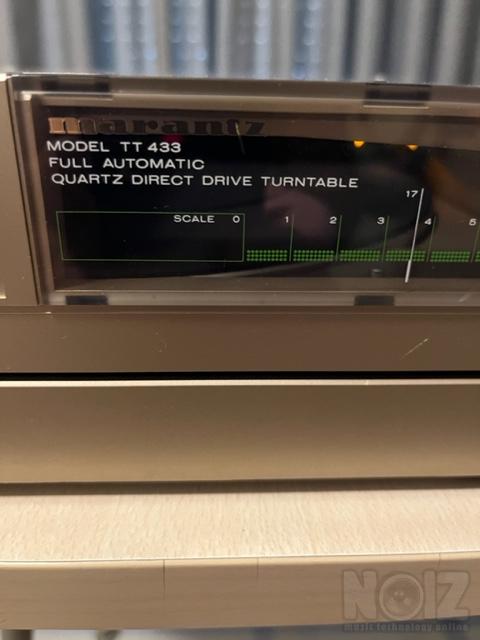 marantz
MODEL TT 433
FULL AUTOMATIC
QUARTZ DIRECT DRIVE TURNTABLE
17
SCALE 0 1 2 3 4 5
NOIZ
music technology online